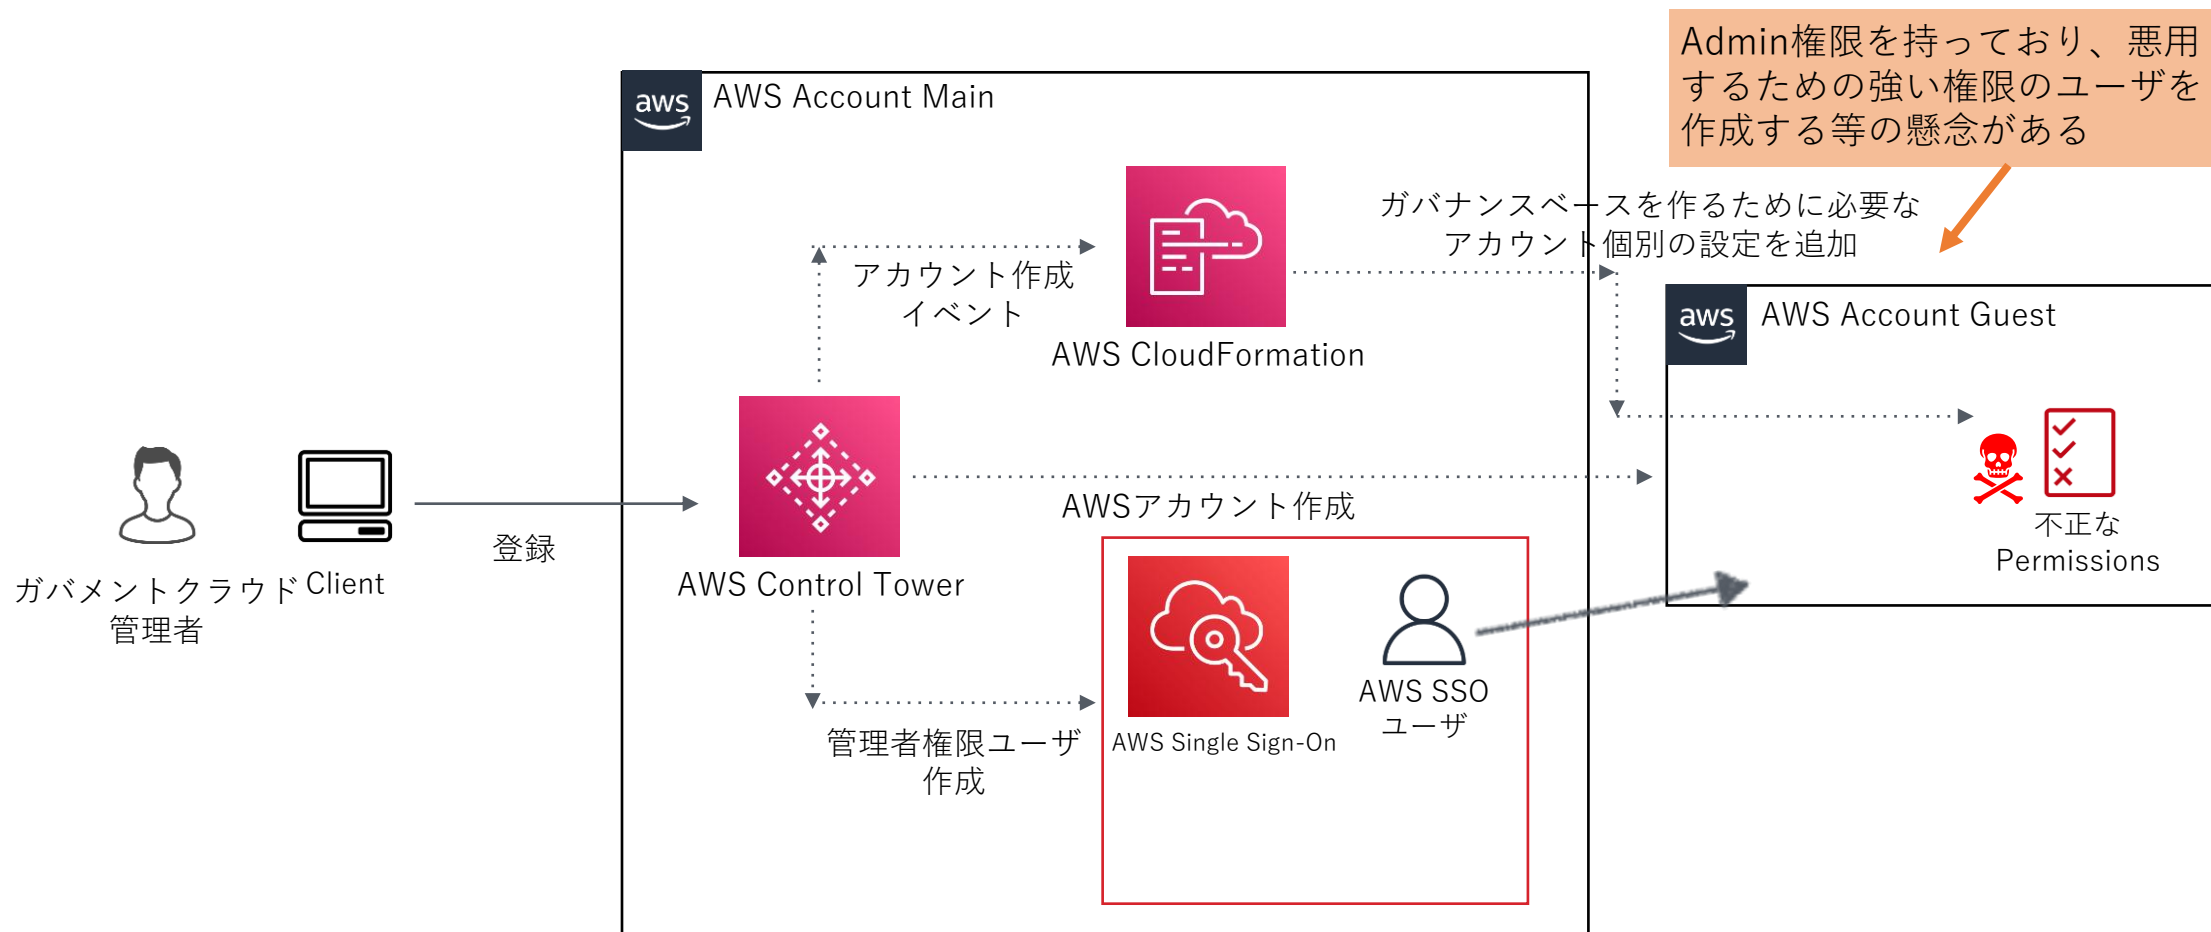 Admin権限を持っており、悪用
するための強い権限のユーザを
作成する等の懸念がある
aws
AWS Account Main
ガバナンスベースを作るために必要な
アカウント個別の設定を追加
アカウント作成
イベント
AWS CloudFormation
aws
AWS Account Guest
AWSアカウント作成
登録
不正な
Permissions
ガバメントクラウド
管理者
Client
AWS Control Tower
AWS SSO
ユーザ
AWS Single Sign-On
管理者権限ユーザ
作成